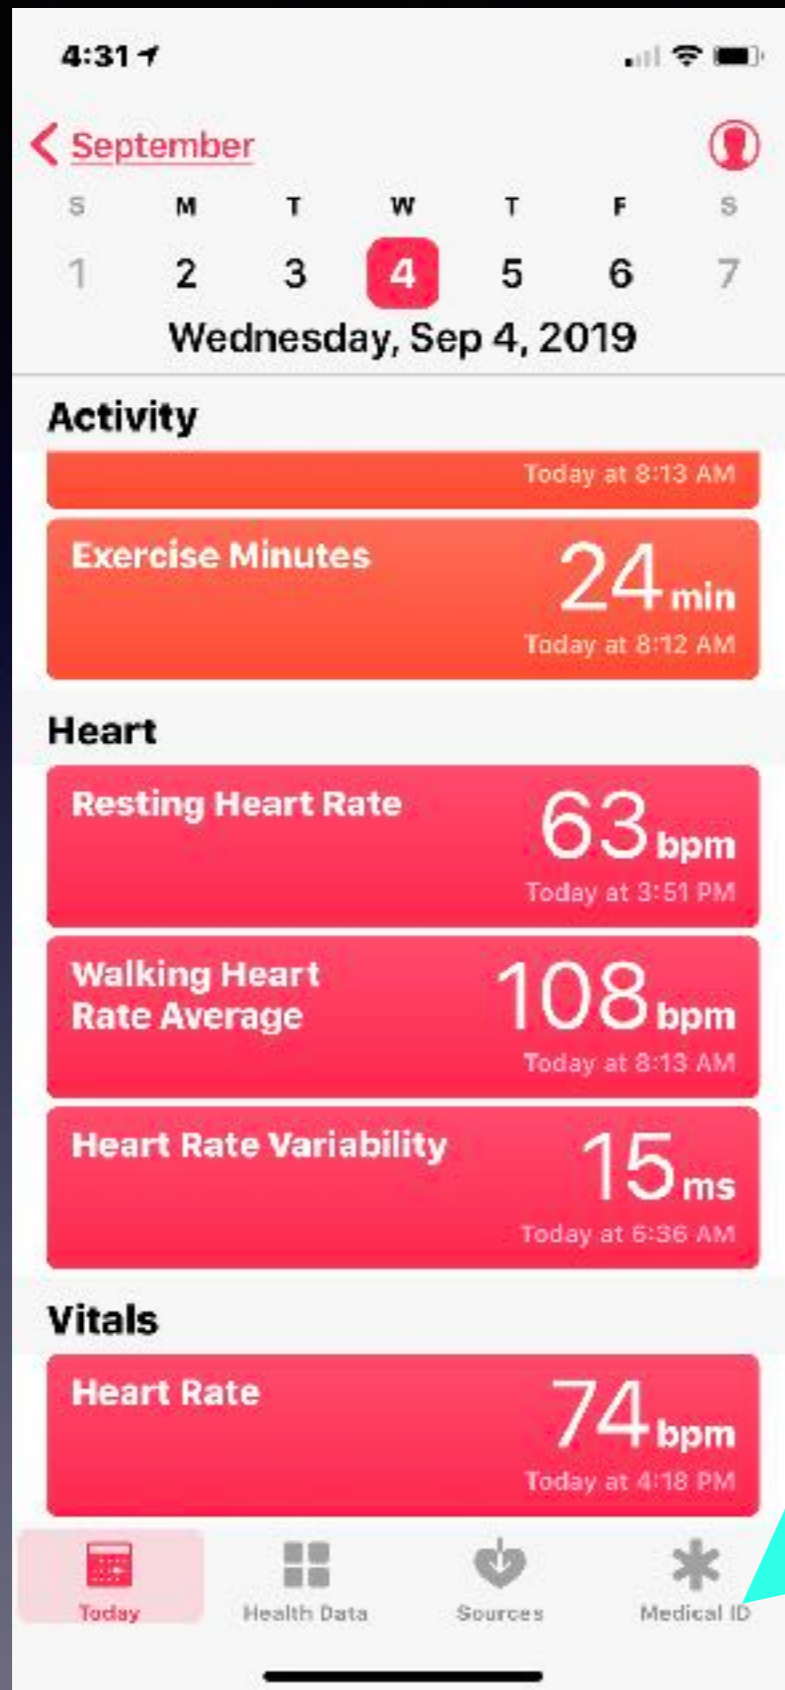 4:31
September
S M T W T F S
1 2 3 4 5 6 7
Wednesday, Sep 4, 2019
Activity
Today at 8:13 AM
Exercise Minutes 24 min
Today at 8:12 AM
Heart
Resting Heart Rate 63 bpm
Today at 3:51 PM
Walking Heart
Rate Average 108 bpm
Today at 8:13 AM
Heart Rate Variability 15 ms
Today at 6:36 AM
Vitals
Heart Rate 74 bpm
Today at 4:18 PM
Today Health Data Sources Medical ID